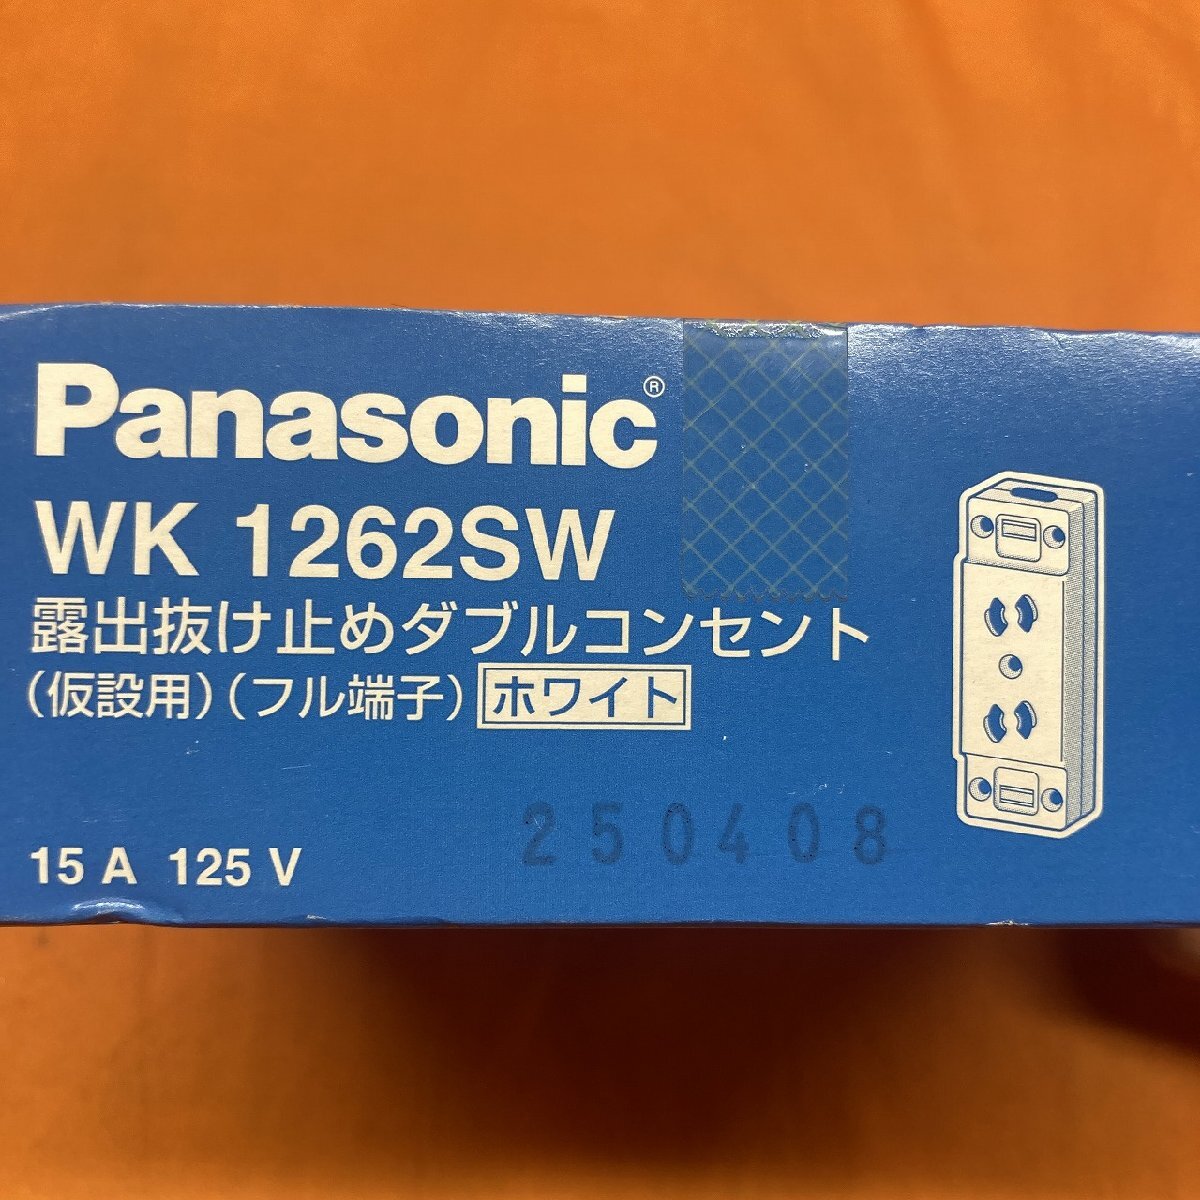 Panasonic®
WK 1262SW
露出抜け止めダブルコンセント
(仮設用)(フル端子) ホワイト
250408
15 A 125 V